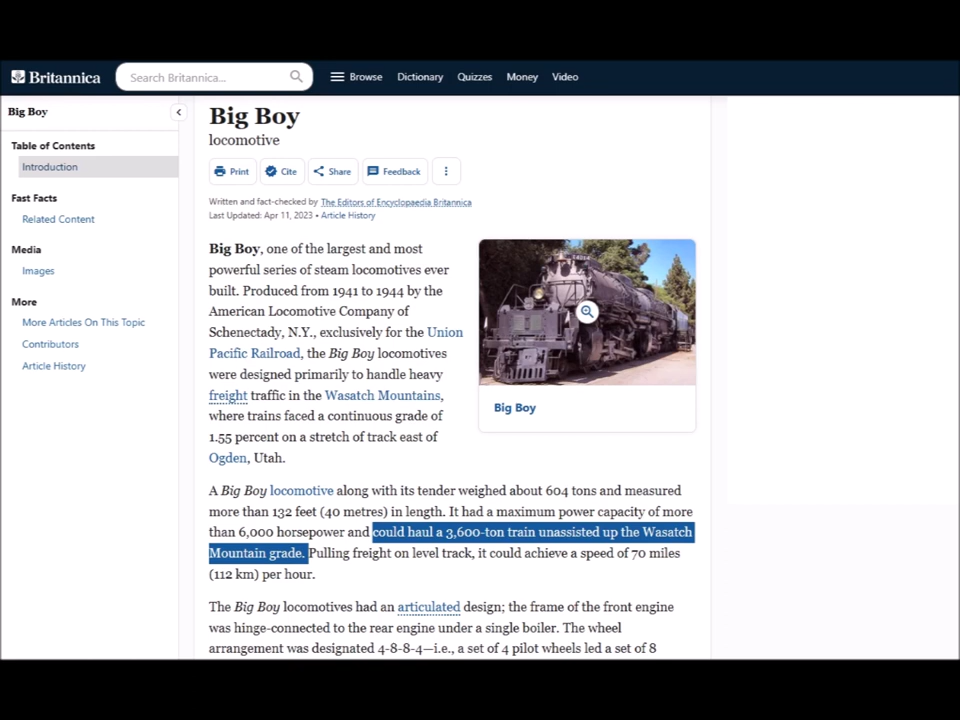 Britannica
Search Britannica...
Browse
Dictionary
Quizzes
Money
Video
Big Boy
Table of Contents
Introduction
Fast Facts
Related Content
Media
Images
More
More Articles On This Topic
Contributors
Article History
Big Boy
locomotive
Print
Cite
Share
Feedback
Written and fact-checked by The Editors of Encyclopaedia Britannica
Last Updated: Apr 11, 2023 • Article History
Big Boy, one of the largest and most
powerful series of steam locomotives ever
built. Produced from 1941 to 1944 by the
American Locomotive Company of
Schenectady, N.Y., exclusively for the Union
Pacific Railroad, the Big Boy locomotives
were designed primarily to handle heavy
freight traffic in the Wasatch Mountains,
where trains faced a continuous grade of
1.55 percent on a stretch of track east of
Ogden, Utah.
Big Boy
A Big Boy locomotive along with its tender weighed about 604 tons and measured
more than 132 feet (40 metres) in length. It had a maximum power capacity of more
than 6,000 horsepower and could haul a 3,600-ton train unassisted up the Wasatch
Mountain grade. Pulling freight on level track, it could achieve a speed of 70 miles
(112 km) per hour.
The Big Boy locomotives had an articulated design; the frame of the front engine
was hinge-connected to the rear engine under a single boiler. The wheel
arrangement was designated 4-8-8-4—i.e., a set of 4 pilot wheels led a set of 8